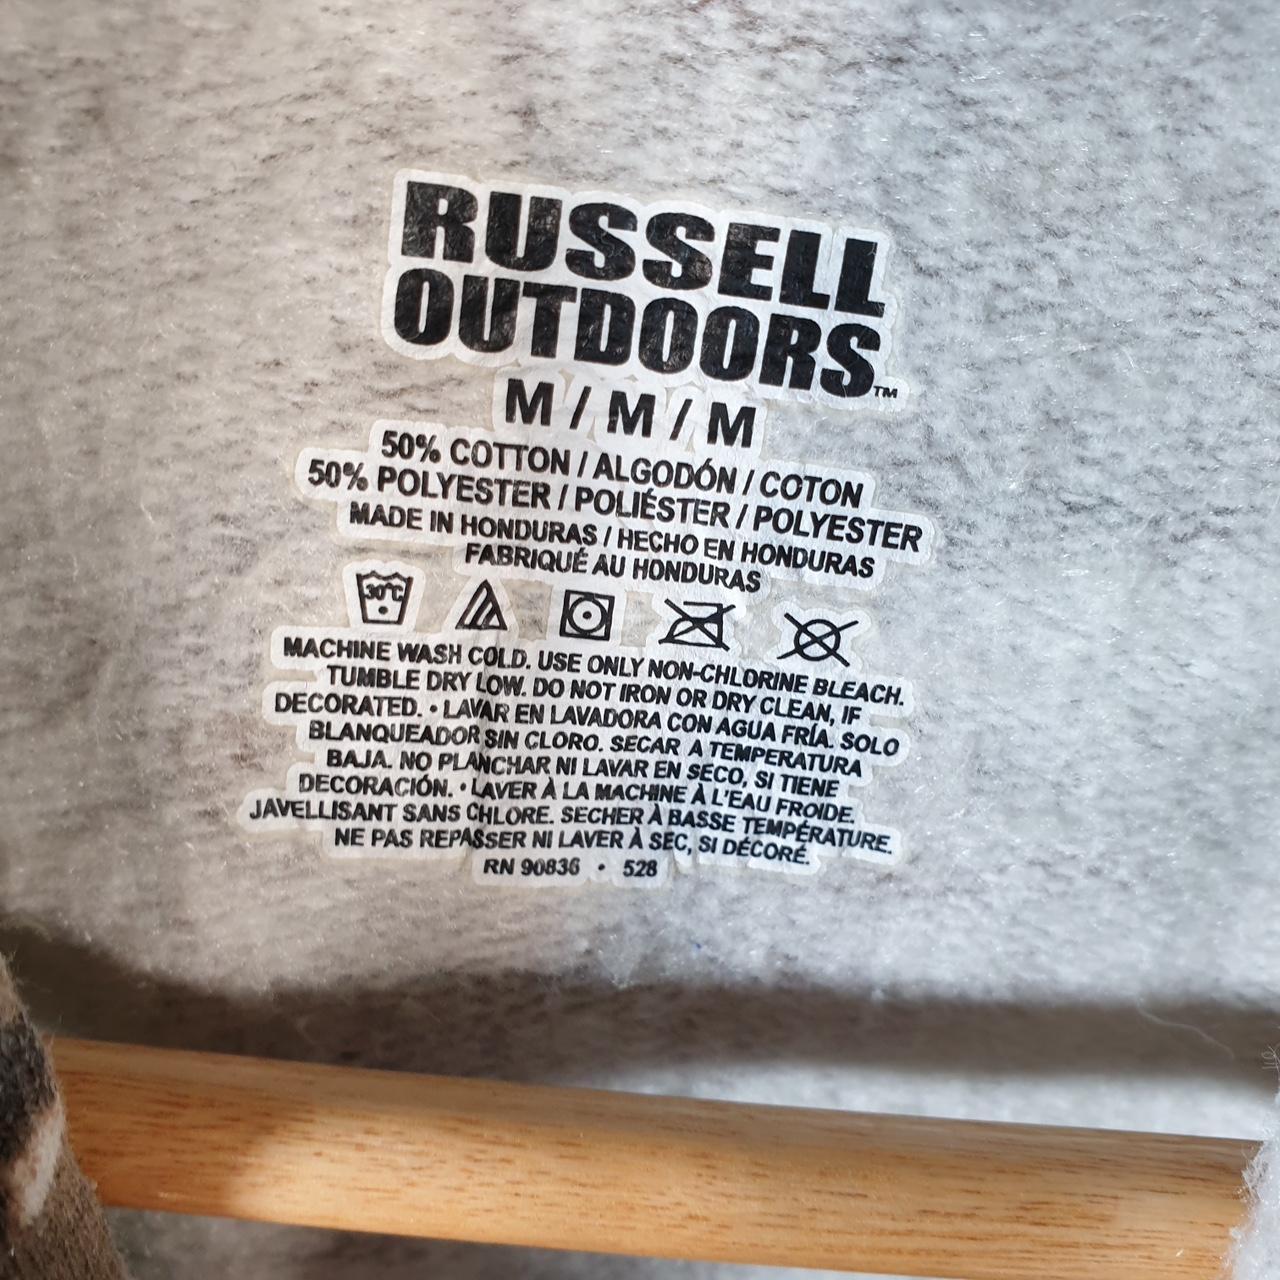 RUSSELL
OUTDOORS™
M / M / M
50% COTTON / ALGODÓN / COTON
50% POLYESTER / POLIÉSTER / POLYESTER
MADE IN HONDURAS / HECHO EN HONDURAS
FABRIQUÉ AU HONDURAS
30°C
MACHINE WASH COLD. USE ONLY NON-CHLORINE BLEACH.
TUMBLE DRY LOW. DO NOT IRON OR DRY CLEAN, IF
DECORATED. • LAVAR EN LAVADORA CON AGUA FRÍA. SOLO
BLANQUEADOR SIN CLORO. SECAR A TEMPERATURA
BAJA. NO PLANCHAR NI LAVAR EN SECO, SI TIENE
DECORACIÓN. • LAVER À LA MACHINE À L'EAU FROIDE.
JAVELLISANT SANS CHLORE. SECHER À BASSE TEMPÉRATURE.
NE PAS REPASSER NI LAVER À SEC, SI DÉCORÉ.
RN 90836 • 528